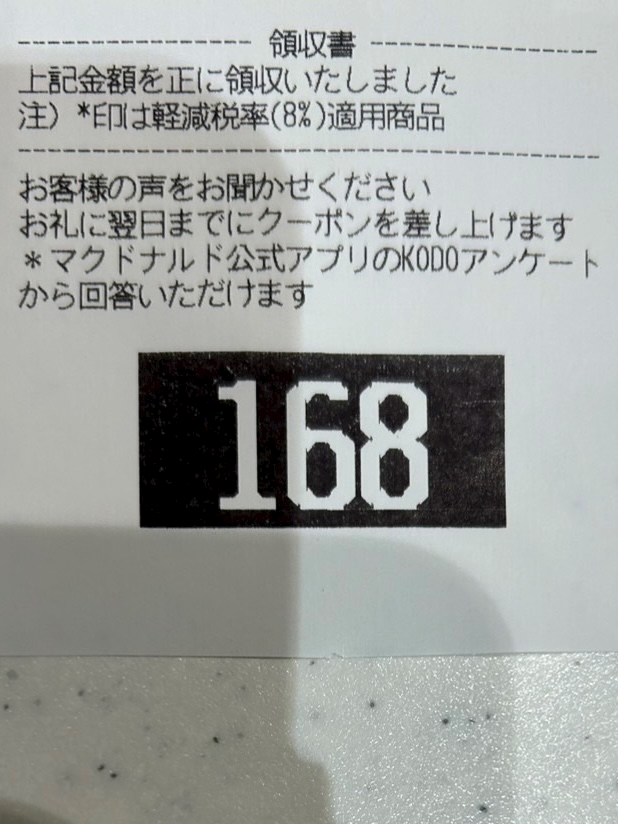 領収書
上記金額を正に領収いたしました
注) *印は軽減税率(8%)適用商品
お客様の声をお聞かせください
お礼に翌日までにクーポンを差し上げます
*マクドナルド公式アプリのKODOアンケート
から回答いただけます
168